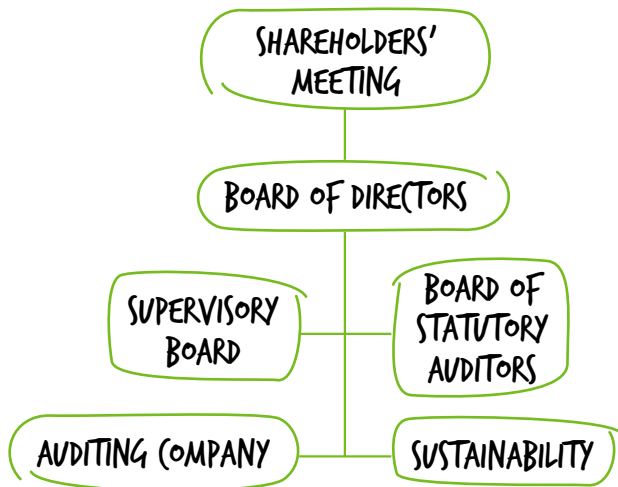 SHAREHOLDERS'
MEETING
BOARD OF DIRECTORS
SUPERVISORY
BOARD
BOARD OF
STATUTORY
AUDITORS
AUDITING COMPANY
SUSTAINABILITY